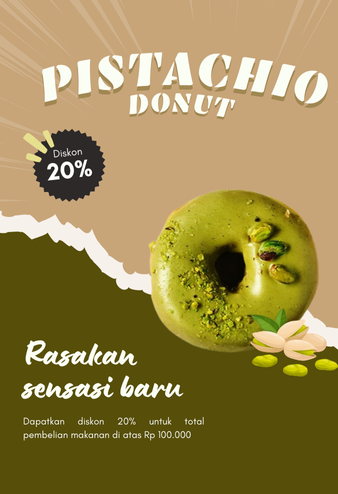 PISTACHIO
DONUT
Diskon
20%
Rasakan
sensasi baru
Dapatkan diskon 20% untuk total
pembelian makanan di atas Rp 100.000